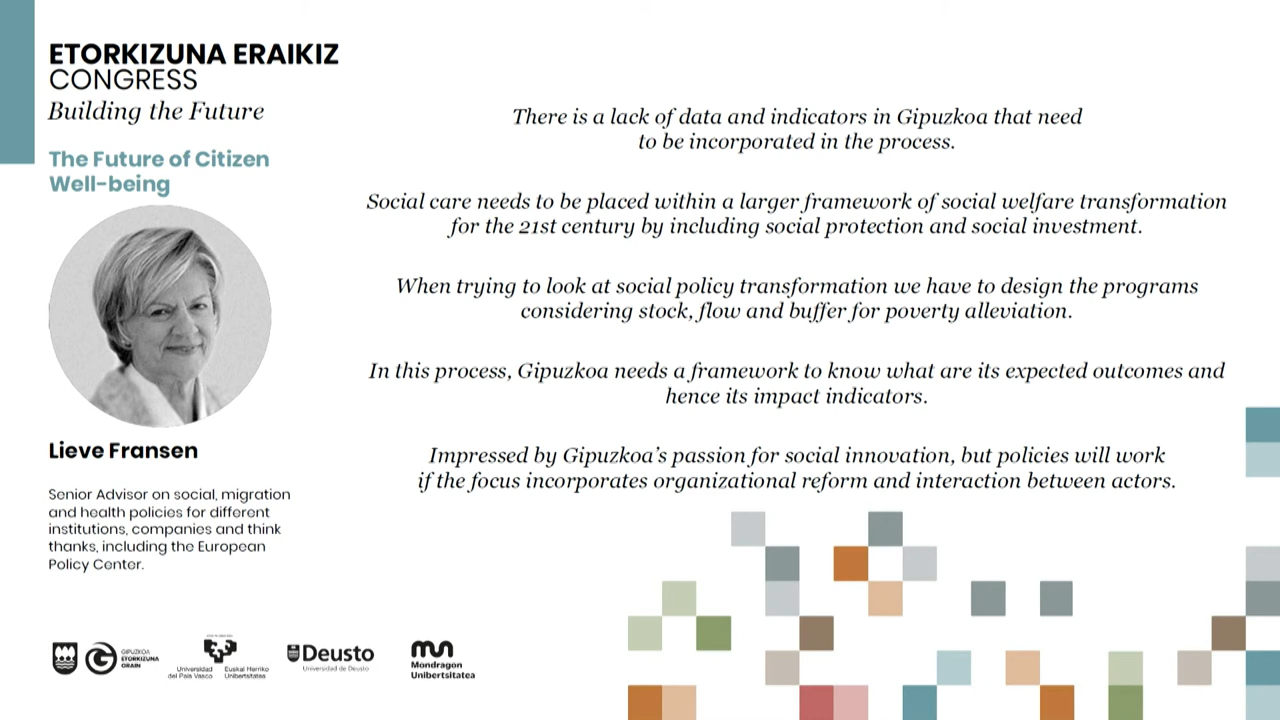 ETORKIZUNA ERAIKIZ
CONGRESS
Building the Future
The Future of Citizen
Well-being
Lieve Fransen
Senior Advisor on social, migration
and health policies for different
institutions, companies and think
thanks, including the European
Policy Center.
There is a lack of data and indicators in Gipuzkoa that need
to be incorporated in the process.
Social care needs to be placed within a larger framework of social welfare transformation
for the 21st century by including social protection and social investment.
When trying to look at social policy transformation we have to design the programs
considering stock, flow and buffer for poverty alleviation.
In this process, Gipuzkoa needs a framework to know what are its expected outcomes and
hence its impact indicators.
Impressed by Gipuzkoa's passion for social innovation, but policies will work
if the focus incorporates organizational reform and interaction between actors.
GIPUZKOA
ETORKIZUNA
ORAIN
Universidad Euskal Herriko
del País Vasco Unibertsitatea
Deusto
Universidad de Deusto
Mondragon
Unibertsitatea